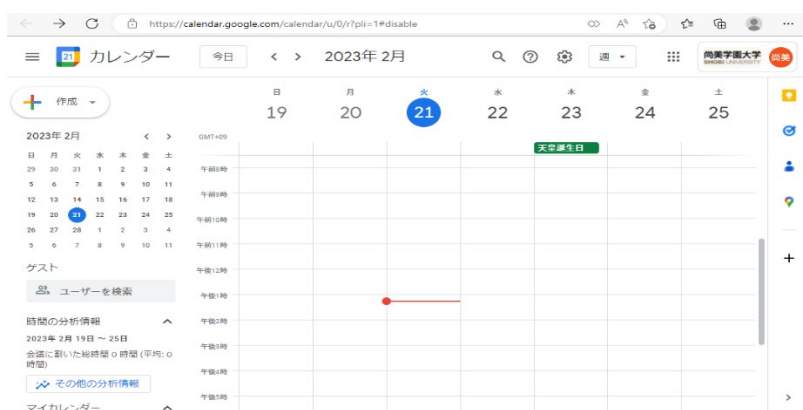 https://calendar.google.com/calendar/u/0/r?pli=1#disable
21 カレンダー 今日 2023年 2月 週 尚美学園大学 尚美
SHOBI UNIVERSITY
作成
2023年 2月
日 月 火 水 木 金 土
29 30 31 1 2 3 4
5 6 7 8 9 10 11
12 13 14 15 16 17 18
19 20 21 22 23 24 25
26 27 28 1 2 3 4
5 6 7 8 9 10 11
ゲスト
ユーザーを検索
時間の分析情報
2023年 2月 19日 ~ 25日
会議に割いた総時間 0 時間 (平均: 0
時間)
その他の分析情報
マイカレンダー
日 月 火 水 木 金 土
19 20 21 22 23 24 25
GMT+09
天皇誕生日
午前8時
午前9時
午前10時
午前11時
午後12時
午後1時
午後2時
午後3時
午後4時
午後5時